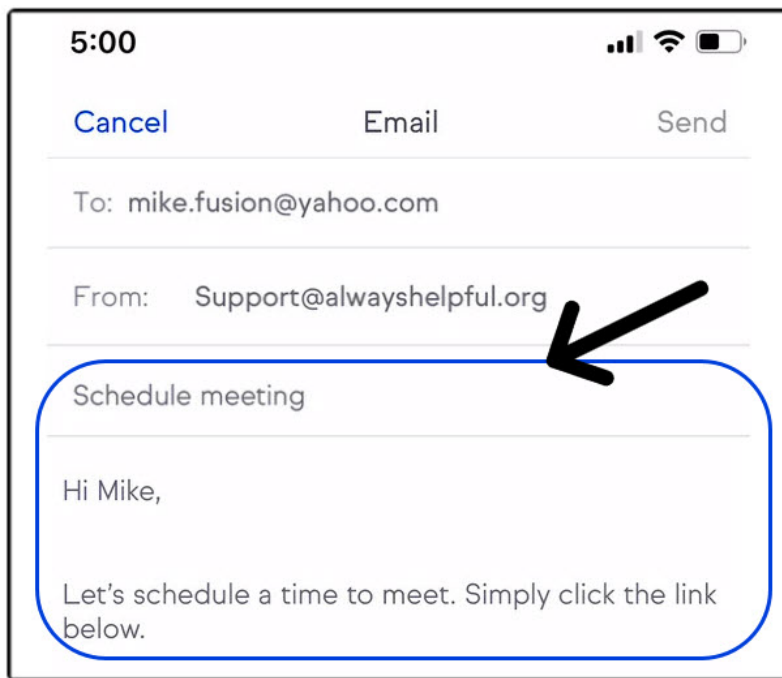 5:00
Cancel Email Send
To: mike.fusion@yahoo.com
From: Support@alwayshelpful.org
Schedule meeting
Hi Mike,
Let's schedule a time to meet. Simply click the link
below.